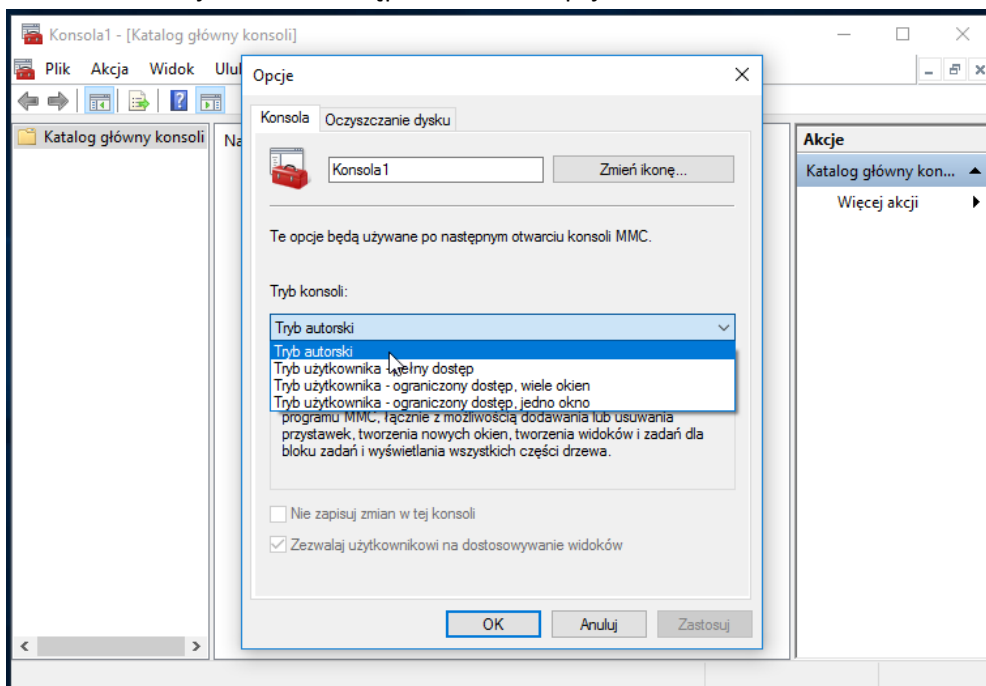 Konsola1 - [Katalog główny konsoli]
Plik Akcja Widok
Katalog główny konsoli
Opcje
Konsola Oczyszczanie dysku
Konsola1 Zmień ikonę...
Te opcje będą używane po następnym otwarciu konsoli MMC.
Tryb konsoli:
Tryb autorski
Tryb autorski
Tryb użytkownika - pełny dostęp
Tryb użytkownika - ograniczony dostęp, wiele okien
Tryb użytkownika - ograniczony dostęp, jedno okno
programu MMC, łącznie z możliwością dodawania lub usuwania
przystawek, tworzenia nowych okien, tworzenia widoków i zadań dla
bloku zadań i wyświetlania wszystkich części drzewa.
Nie zapisuj zmian w tej konsoli
Zezwalaj użytkownikowi na dostosowywanie widoków
OK Anuluj Zastosuj
Akcje
Katalog główny kon...
Więcej akcji